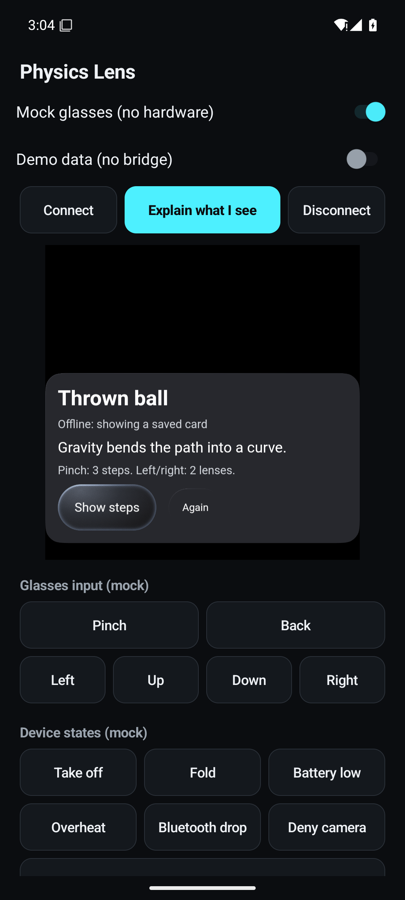 3:04
Physics Lens
Mock glasses (no hardware)
Demo data (no bridge)
Connect
Explain what I see
Disconnect
Thrown ball
Offline: showing a saved card
Gravity bends the path into a curve.
Pinch: 3 steps. Left/right: 2 lenses.
Show steps
Again
Glasses input (mock)
Pinch
Back
Left
Up
Down
Right
Device states (mock)
Take off
Fold
Battery low
Overheat
Bluetooth drop
Deny camera